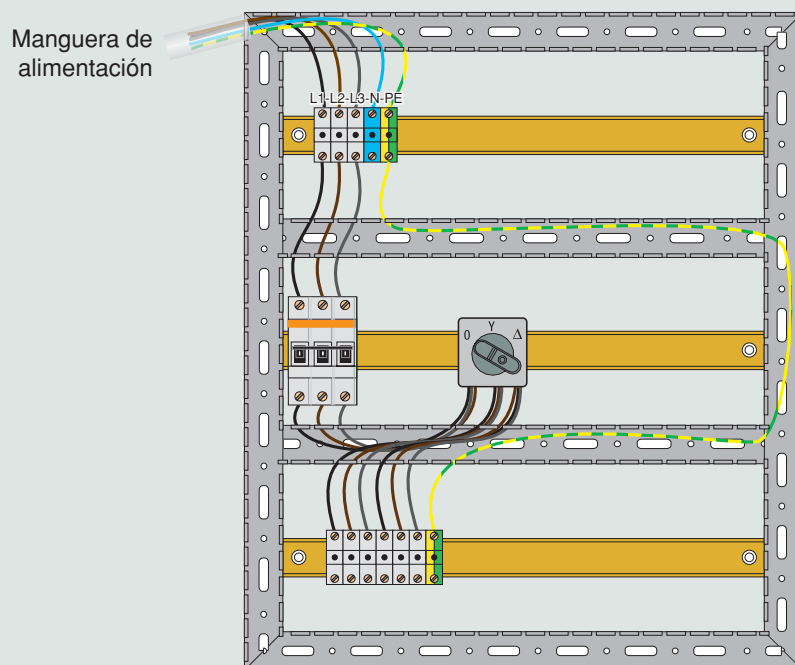 Manguera de
alimentación
L1-L2-L3-N-PE
0 Y Δ